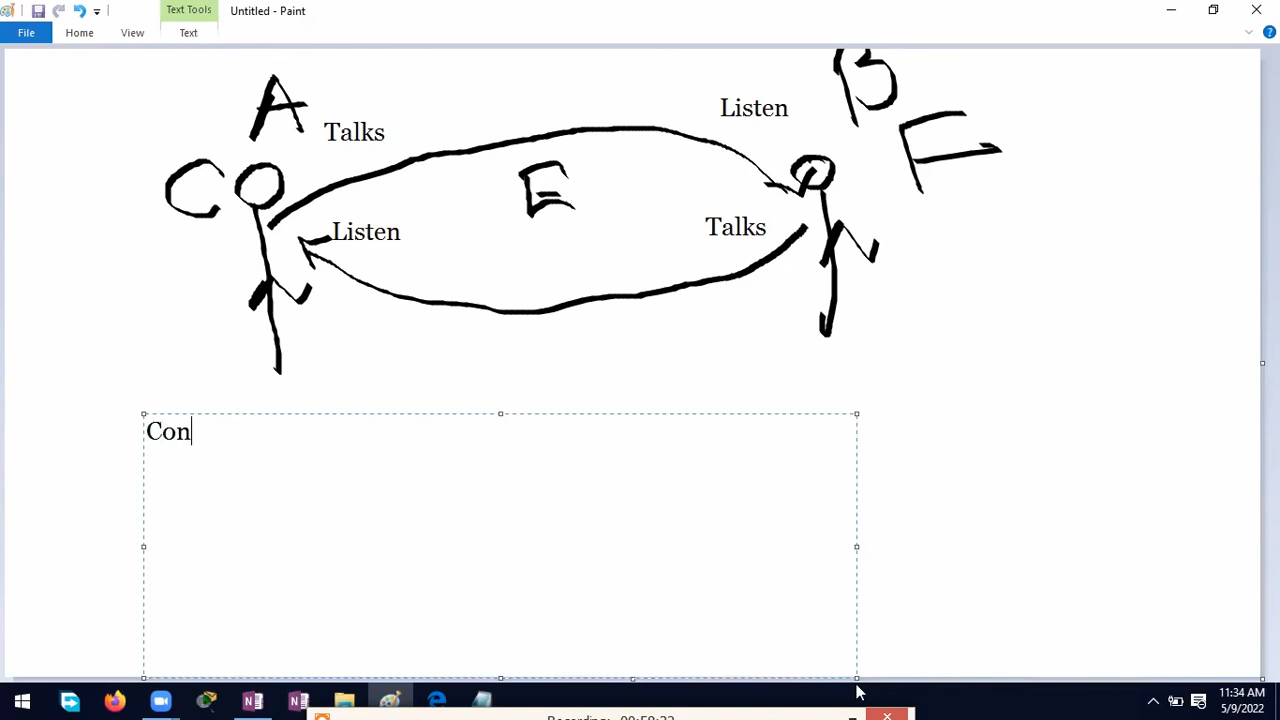 Text Tools
Untitled - Paint
File
Home
View
Text
A
B
Talks
Listen
F
C
E
Listen
Talks
Con
11:34 AM
5/9/2022